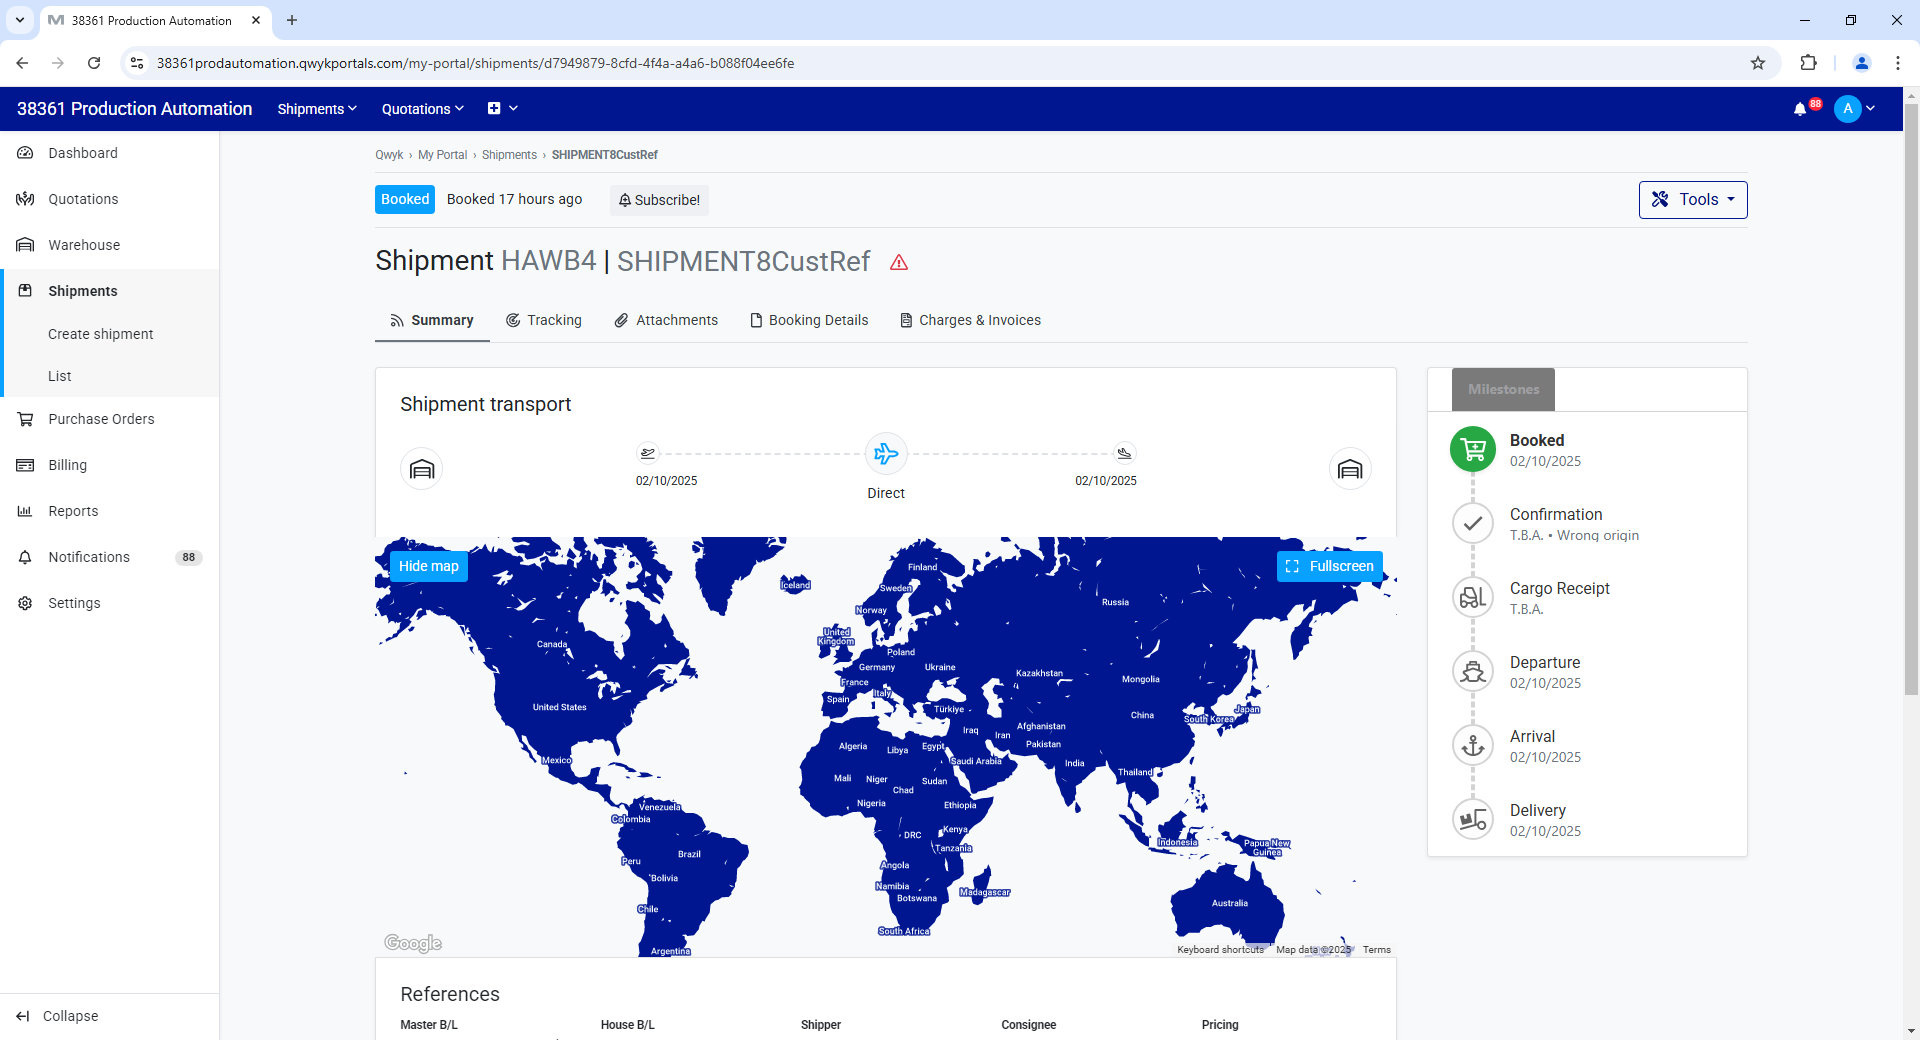 38361 Production Automation
38361prodautomation.qwykportals.com/my-portal/shipments/d7949879-8cfd-4f4a-a4a6-b088f04ee6fe
38361 Production Automation
Shipments
Quotations
88
A
Dashboard
Quotations
Warehouse
Shipments
Create shipment
List
Purchase Orders
Billing
Reports
Notifications 88
Settings
Collapse
Qwyk › My Portal › Shipments › SHIPMENT8CustRef
Booked
Booked 17 hours ago
Subscribe!
Tools
Shipment HAWB4 | SHIPMENT8CustRef
Summary
Tracking
Attachments
Booking Details
Charges & Invoices
Shipment transport
02/10/2025
Direct
02/10/2025
Hide map
Fullscreen
Iceland
Finland
Sweden
Norway
Russia
United
Kingdom
Canada
Poland
Germany
Ukraine
France
Kazakhstan
Mongolia
Italy
Spain
United States
Türkiye
China
South Korea
Japan
Iraq
Iran
Afghanistan
Pakistan
Algeria
Libya
Egypt
Saudi Arabia
India
Mexico
Mali
Niger
Sudan
Chad
Thailand
Nigeria
Ethiopia
Venezuela
Colombia
DRC
Kenya
Tanzania
Indonesia
Papua New
Guinea
Brazil
Peru
Angola
Bolivia
Namibia
Botswana
Madagascar
Chile
Australia
South Africa
Argentina
Google
Keyboard shortcuts
Map data ©2025
Terms
Milestones
Booked
02/10/2025
Confirmation
T.B.A. • Wrong origin
Cargo Receipt
T.B.A.
Departure
02/10/2025
Arrival
02/10/2025
Delivery
02/10/2025
References
Master B/L
House B/L
Shipper
Consignee
Pricing